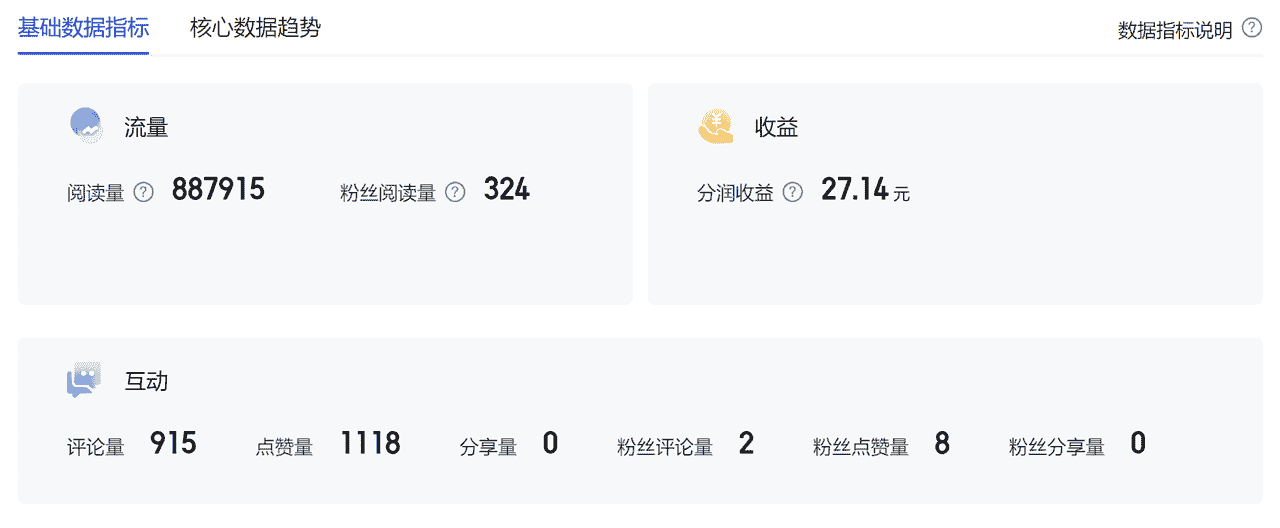 基础数据指标 核心数据趋势 数据指标说明 ?
流量
阅读量 ? 887915 粉丝阅读量 ? 324
收益
分润收益 ? 27.14 元
互动
评论量 915 点赞量 1118 分享量 0 粉丝评论量 2 粉丝点赞量 8 粉丝分享量 0